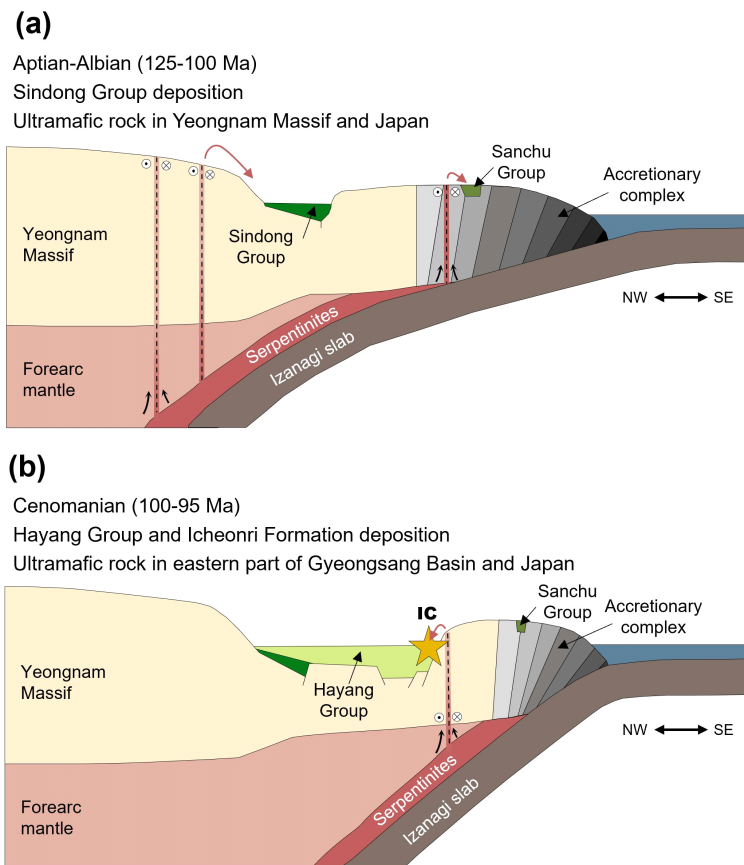 (a)
Aptian-Albian (125-100 Ma)
Sindong Group deposition
Ultramafic rock in Yeongnam Massif and Japan
Sanchu
Group
Accretionary
complex
Yeongnam
Massif
Sindong
Group
NW
SE
Serpentinites
Izanagi slab
Forearc
mantle
(b)
Cenomanian (100-95 Ma)
Hayang Group and Icheonri Formation deposition
Ultramafic rock in eastern part of Gyeongsang Basin and Japan
IC
Sanchu
Group
Accretionary
complex
Yeongnam
Massif
Hayang
Group
NW
SE
Serpentinites
Izanagi slab
Forearc
mantle